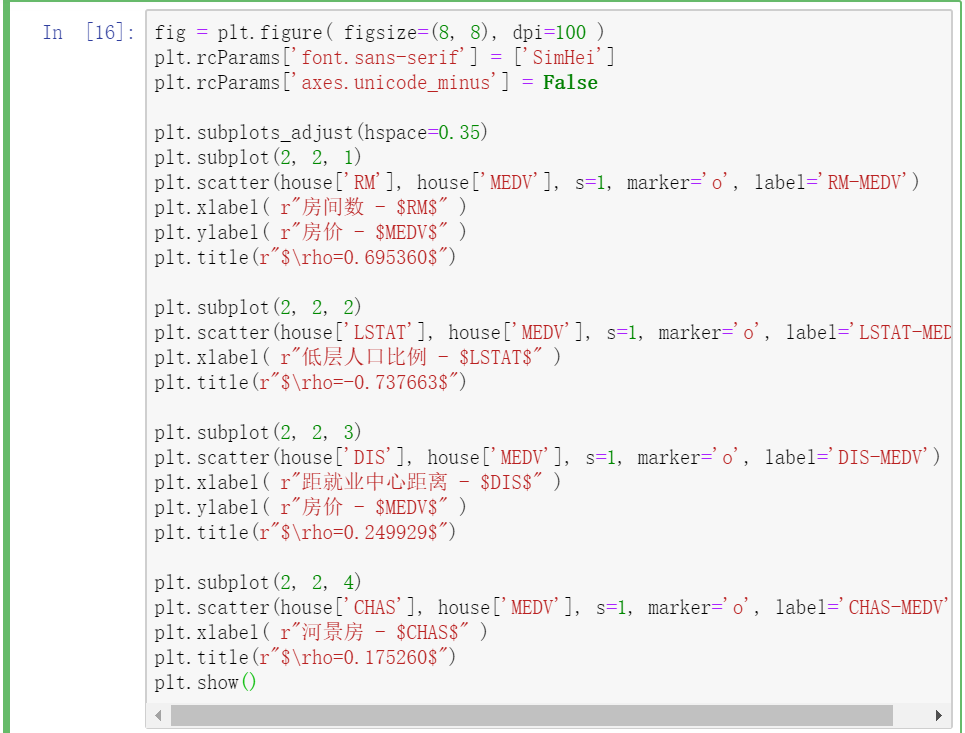 In [16]:
fig = plt.figure( figsize=(8, 8), dpi=100 )
plt.rcParams['font.sans-serif'] = ['SimHei']
plt.rcParams['axes.unicode_minus'] = False
plt.subplots_adjust(hspace=0.35)
plt.subplot(2, 2, 1)
plt.scatter(house['RM'], house['MEDV'], s=1, marker='o', label='RM-MEDV')
plt.xlabel( r"房间数 - $RM$" )
plt.ylabel( r"房价 - $MEDV$" )
plt.title(r"$\rho=0.695360$")
plt.subplot(2, 2, 2)
plt.scatter(house['LSTAT'], house['MEDV'], s=1, marker='o', label='LSTAT-MED
plt.xlabel( r"低层人口比例 - $LSTAT$" )
plt.title(r"$\rho=-0.737663$")
plt.subplot(2, 2, 3)
plt.scatter(house['DIS'], house['MEDV'], s=1, marker='o', label='DIS-MEDV')
plt.xlabel( r"距就业中心距离 - $DIS$" )
plt.ylabel( r"房价 - $MEDV$" )
plt.title(r"$\rho=0.249929$")
plt.subplot(2, 2, 4)
plt.scatter(house['CHAS'], house['MEDV'], s=1, marker='o', label='CHAS-MEDV'
plt.xlabel( r"河景房 - $CHAS$" )
plt.title(r"$\rho=0.175260$")
plt.show()